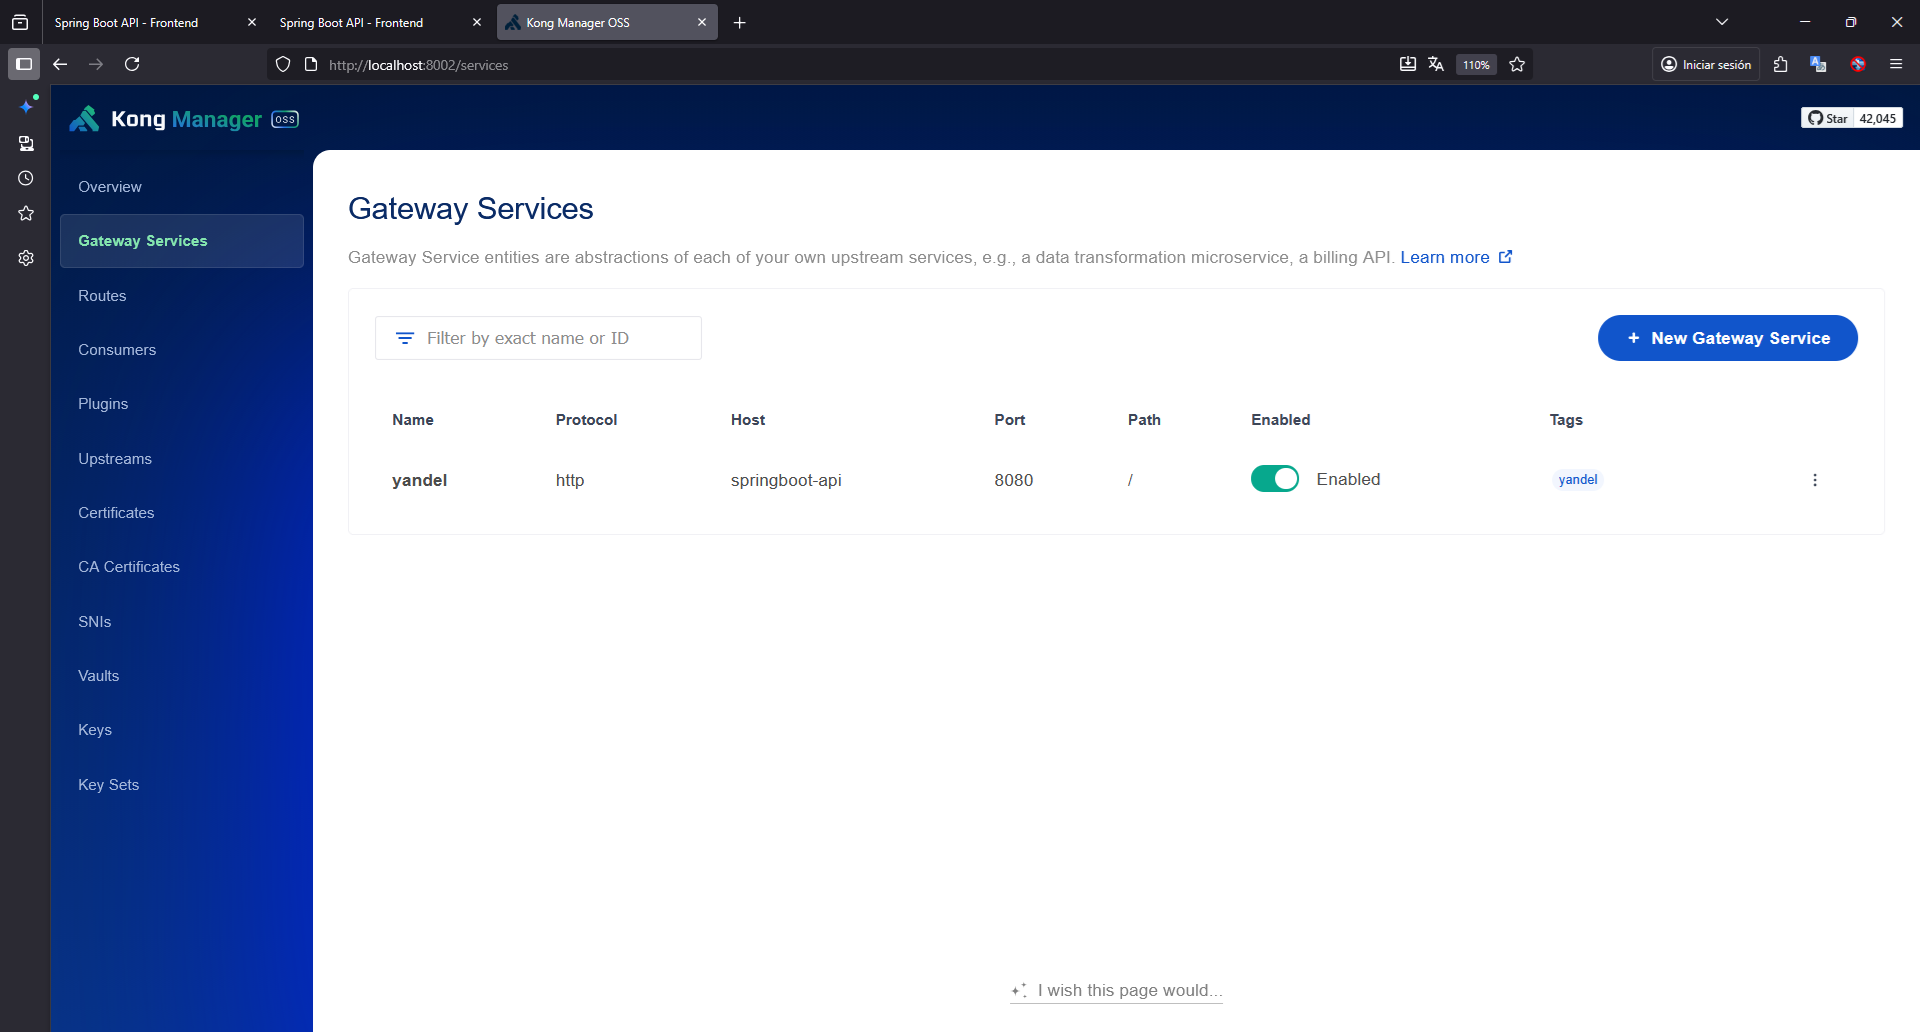 Spring Boot API - Frontend
Spring Boot API - Frontend
Kong Manager OSS
http://localhost:8002/services
110%
Iniciar sesión
Kong Manager OSS
Star 42,045
Overview
Gateway Services
Routes
Consumers
Plugins
Upstreams
Certificates
CA Certificates
SNIs
Vaults
Keys
Key Sets
Gateway Services
Gateway Service entities are abstractions of each of your own upstream services, e.g., a data transformation microservice, a billing API. Learn more
Filter by exact name or ID
+ New Gateway Service
Name Protocol Host Port Path Enabled Tags
yandel http springboot-api 8080 / Enabled yandel
I wish this page would...